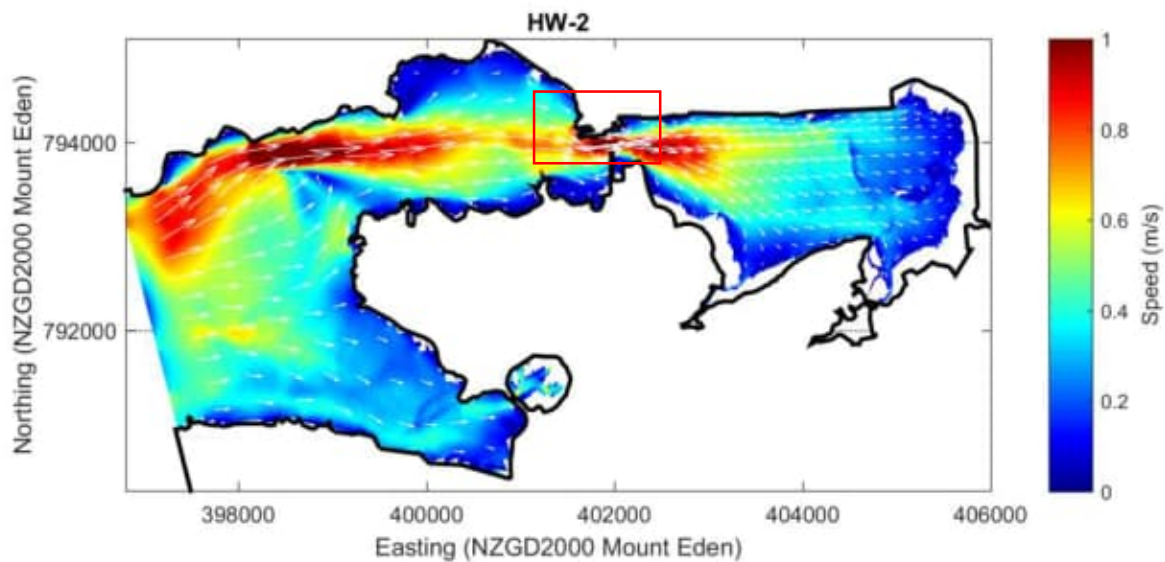 HW-2
Northing (NZGD2000 Mount Eden)
794000
792000
398000 400000 402000 404000 406000
Easting (NZGD2000 Mount Eden)
1
0.8
0.6
0.4
0.2
0
Speed (m/s)